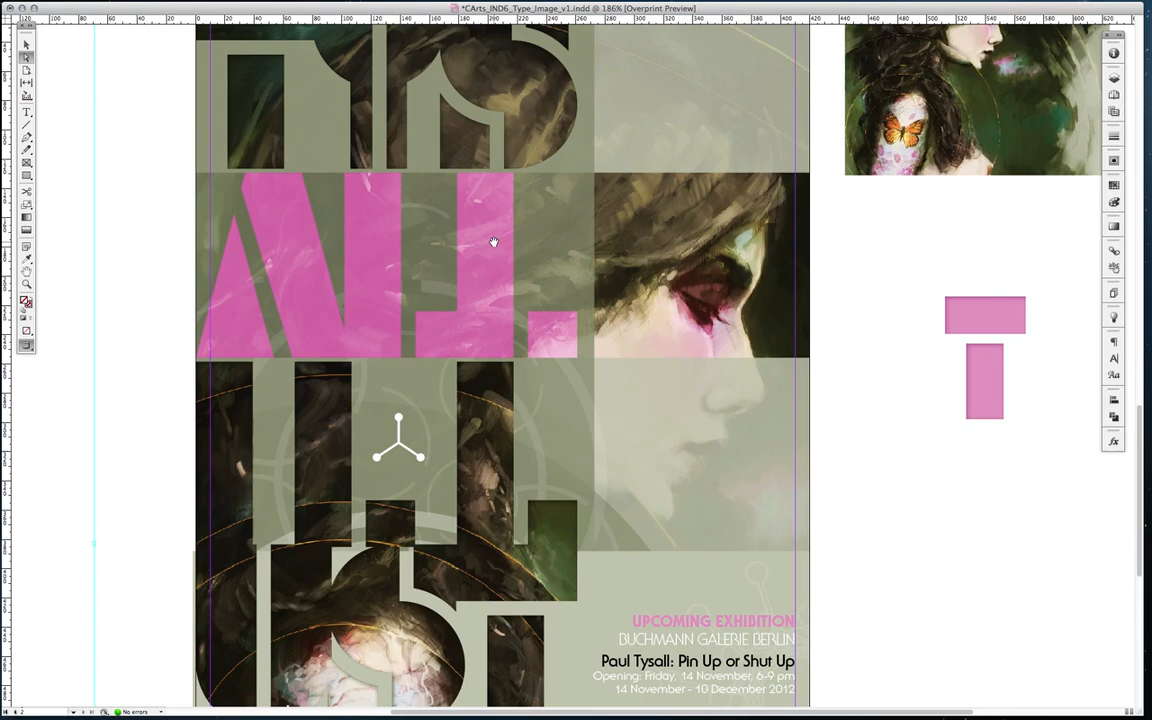 *CArts_IND6_Type_Image_v1.indd @ 186% [Overprint Preview]
UPCOMING EXHIBITION
BUCHMANN GALERIE BERLIN
Paul Tysall: Pin Up or Shut Up
Opening: Friday, 14 November, 6-9 pm
14 November - 10 December 2012
2
No errors